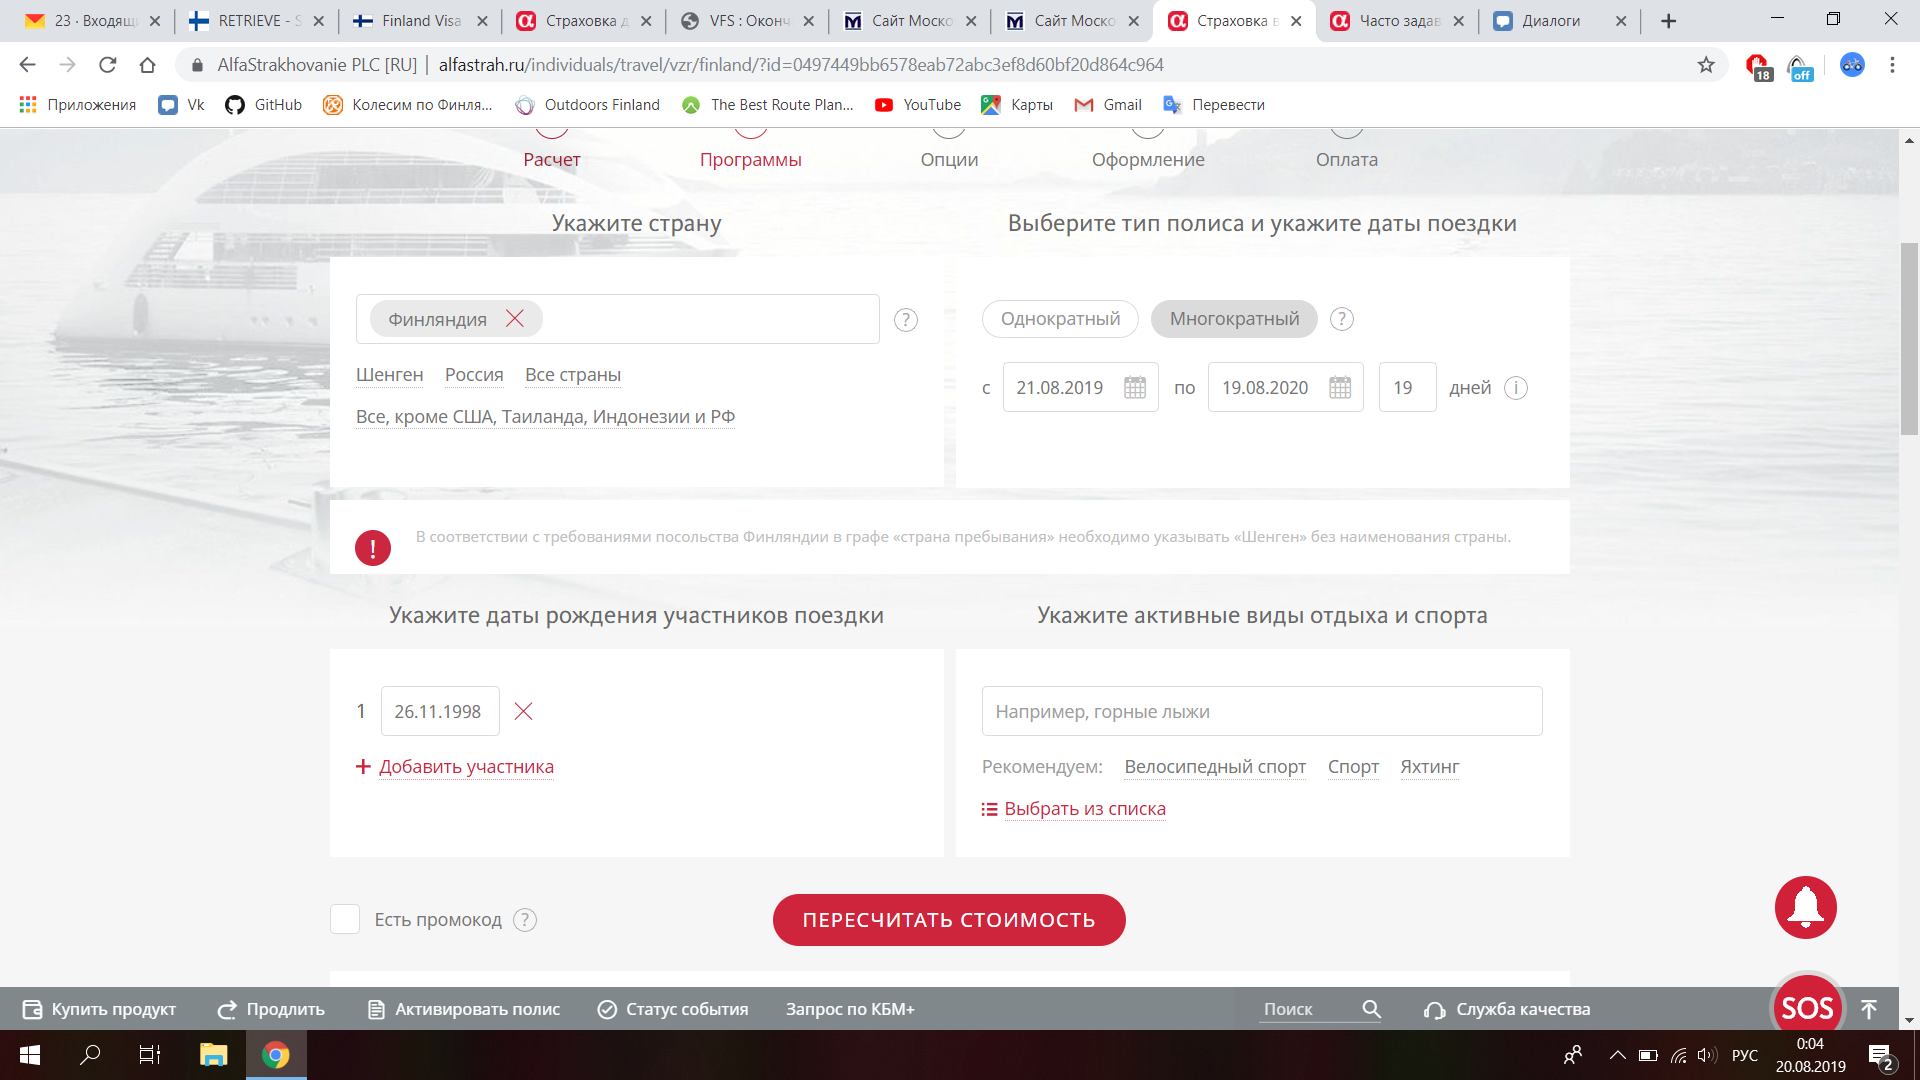 23 · Входящ
RETRIEVE - S
Finland Visa
Страховка д
VFS : Оконч
Сайт Моско
Сайт Моско
Страховка в
Часто задав
Диалоги
AlfaStrakhovanie PLC [RU] | alfastrah.ru/individuals/travel/vzr/finland/?id=0497449bb6578eab72abc3ef8d60bf20d864c964
18
off
Приложения
Vk
GitHub
Колесим по Финля...
Outdoors Finland
The Best Route Plan...
YouTube
Карты
Gmail
Перевести
Расчет
Программы
Опции
Оформление
Оплата
Укажите страну
Финляндия
?
Шенген Россия Все страны
Все, кроме США, Таиланда, Индонезии и РФ
Выберите тип полиса и укажите даты поездки
Однократный
Многократный
?
с 21.08.2019 по 19.08.2020 19 дней i
! В соответствии с требованиями посольства Финляндии в графе «страна пребывания» необходимо указывать «Шенген» без наименования страны.
Укажите даты рождения участников поездки
1 26.11.1998
+ Добавить участника
Укажите активные виды отдыха и спорта
Например, горные лыжи
Рекомендуем: Велосипедный спорт Спорт Яхтинг
Выбрать из списка
Есть промокод ?
ПЕРЕСЧИТАТЬ СТОИМОСТЬ
Купить продукт
Продлить
Активировать полис
Статус события
Запрос по КБМ+
Поиск
Служба качества
SOS
РУС
0:04
20.08.2019
2